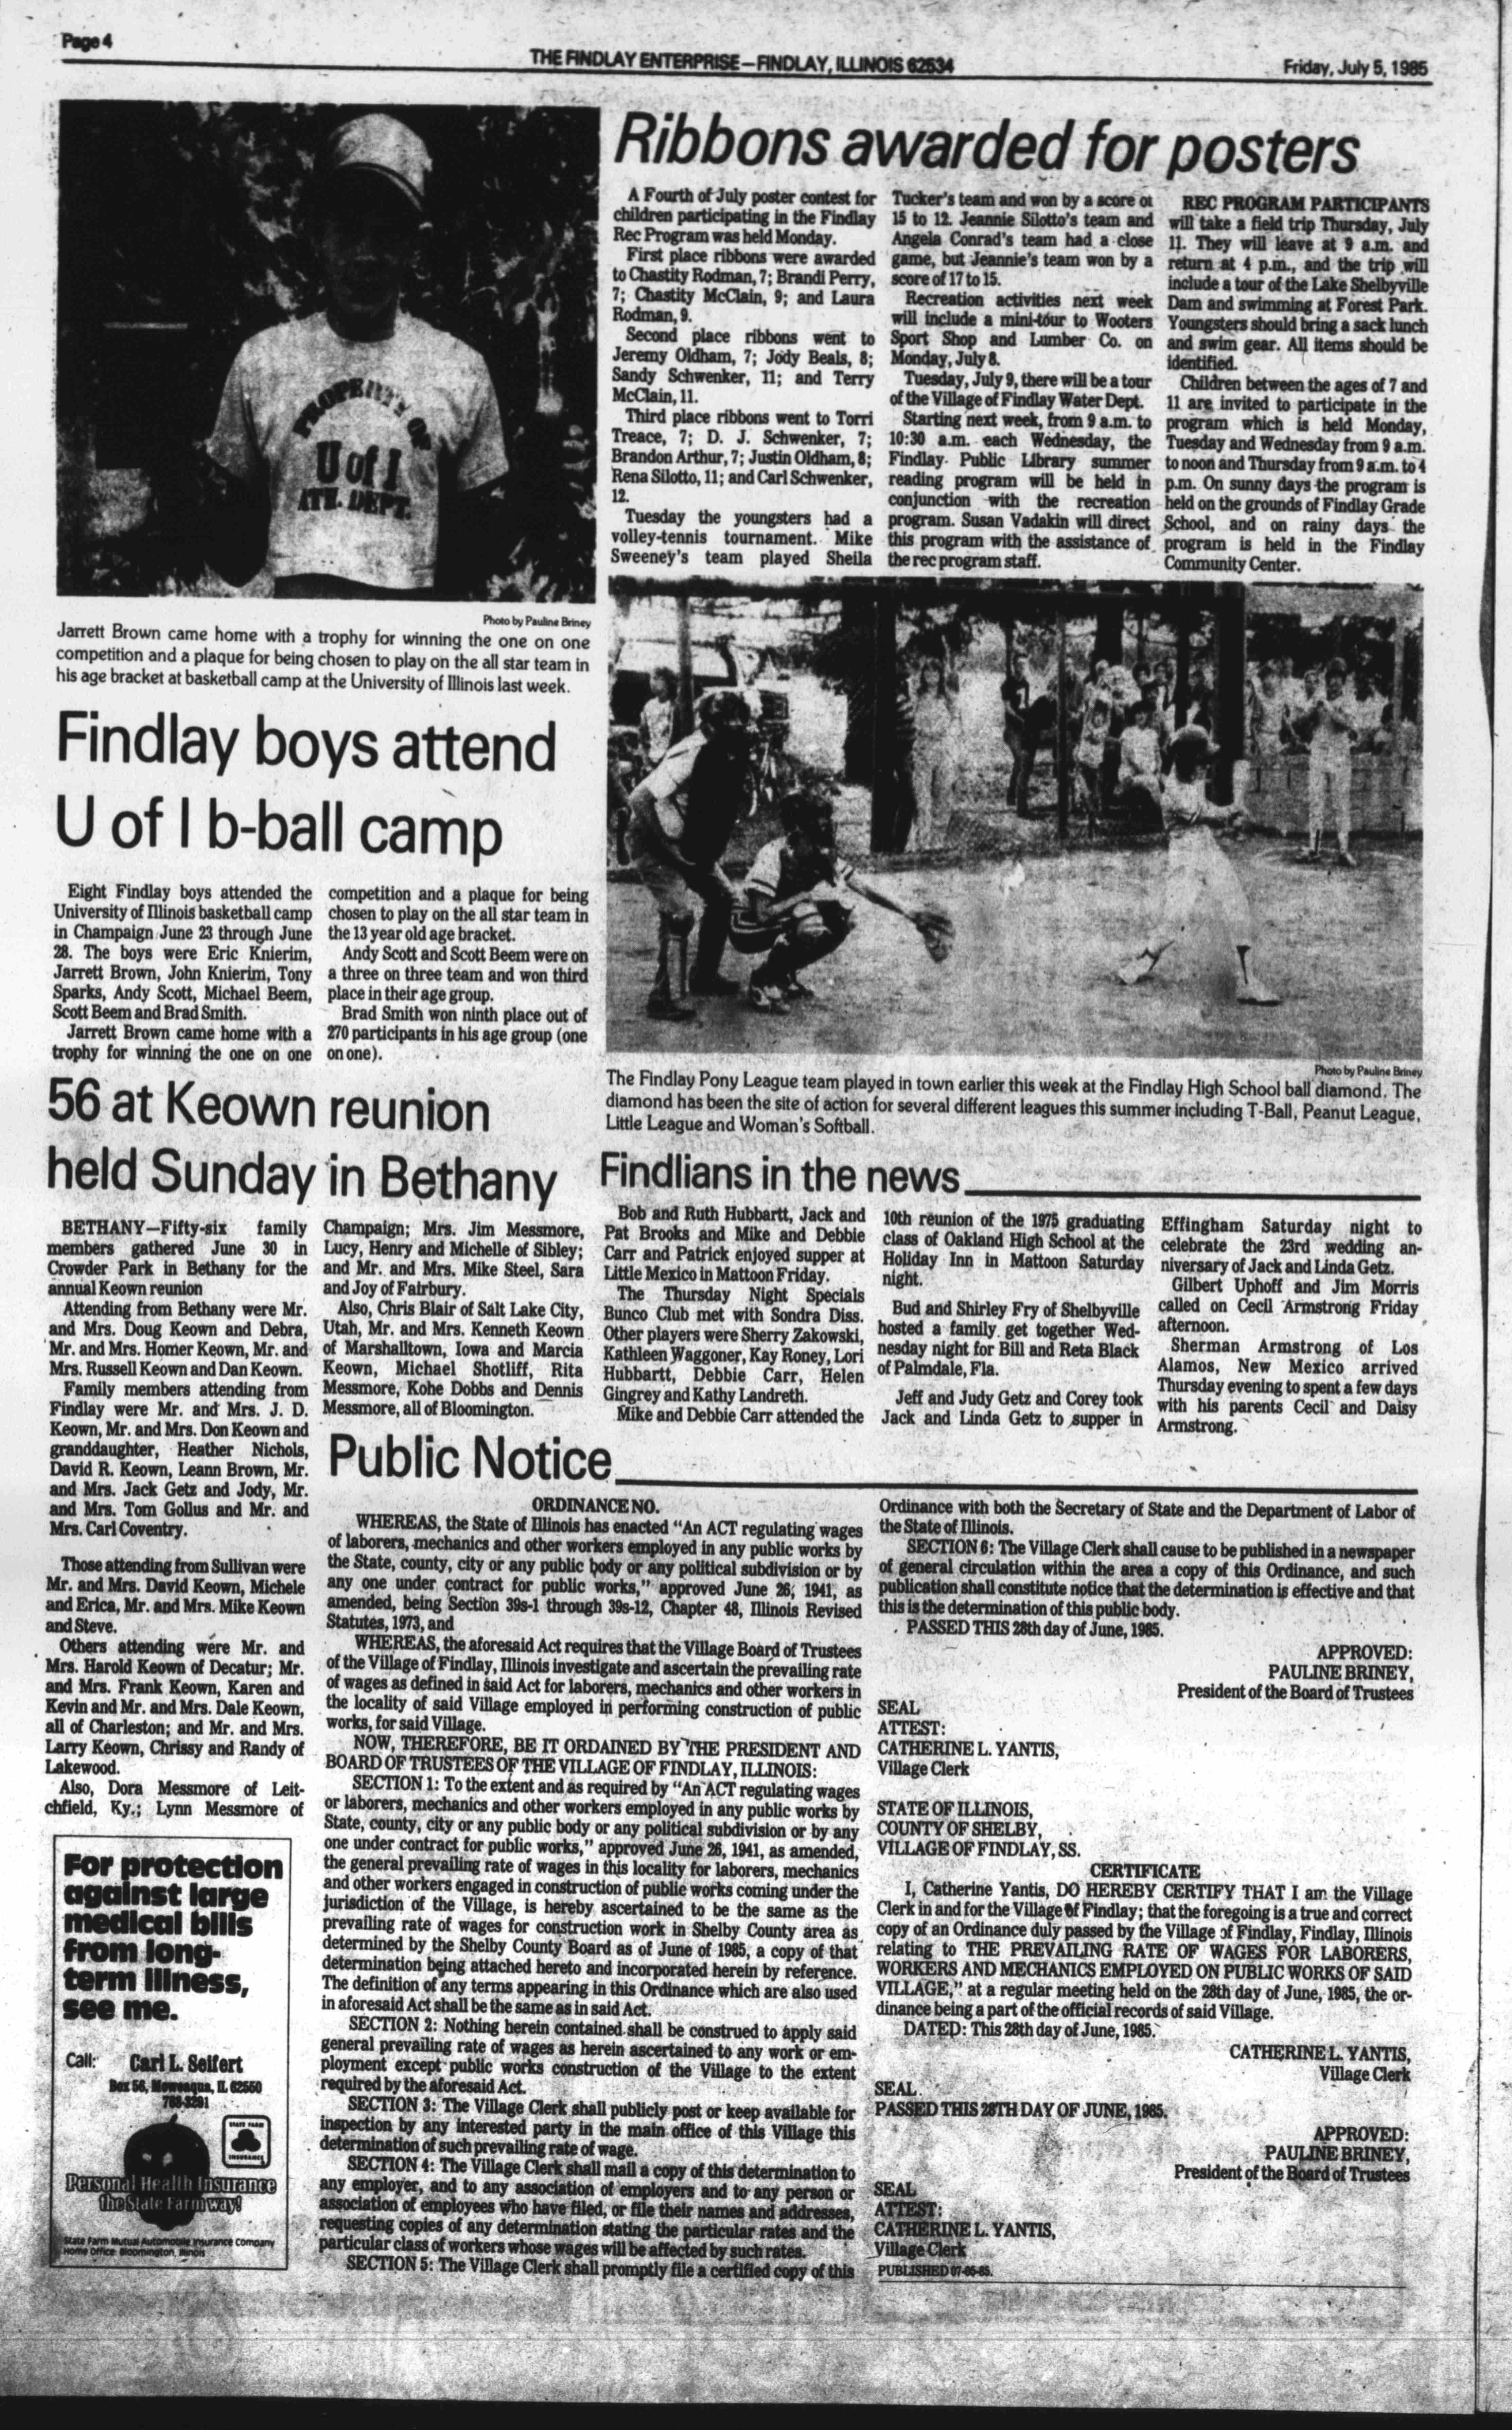 Page 4
THE FINDLAY ENTERPRISE—FINDLAY, ILLINOIS 62534
Friday, July 5, 1985
PROPERTY OF
U of I
ATH. DEPT.
Photo by Pauline Briney
Jarrett Brown came home with a trophy for winning the one on one
competition and a plaque for being chosen to play on the all star team in
his age bracket at basketball camp at the University of Illinois last week.
Ribbons awarded for posters
A Fourth of July poster contest for
children participating in the Findlay
Rec Program was held Monday.
First place ribbons were awarded
to Chastity Rodman, 7; Brandi Perry,
7; Chastity McClain, 9; and Laura
Rodman, 9.
Second place ribbons went to
Jeremy Oldham, 7; Jody Beals, 8;
Sandy Schwenker, 11; and Terry
McClain, 11.
Third place ribbons went to Torri
Treace, 7; D. J. Schwenker, 7;
Brandon Arthur, 7; Justin Oldham, 8;
Rena Silotto, 11; and Carl Schwenker,
12.
Tuesday the youngsters had a
volley-tennis tournament. Mike
Sweeney's team played Sheila
Tucker's team and won by a score of
15 to 12. Jeannie Silotto's team and
Angela Conrad's team had a close
game, but Jeannie's team won by a
score of 17 to 15.
Recreation activities next week
will include a mini-tour to Wooters
Sport Shop and Lumber Co. on
Monday, July 8.
Tuesday, July 9, there will be a tour
of the Village of Findlay Water Dept.
Starting next week, from 9 a.m. to
10:30 a.m. each Wednesday, the
Findlay Public Library summer
reading program will be held in
conjunction with the recreation
program. Susan Vadakin will direct
this program with the assistance of
the rec program staff.
REC PROGRAM PARTICIPANTS
will take a field trip Thursday, July
11. They will leave at 9 a.m. and
return at 4 p.m., and the trip will
include a tour of the Lake Shelbyville
Dam and swimming at Forest Park.
Youngsters should bring a sack lunch
and swim gear. All items should be
identified.
Children between the ages of 7 and
11 are invited to participate in the
program which is held Monday,
Tuesday and Wednesday from 9 a.m.
to noon and Thursday from 9 a.m. to 4
p.m. On sunny days the program is
held on the grounds of Findlay Grade
School, and on rainy days the
program is held in the Findlay
Community Center.
Photo by Pauline Briney
The Findlay Pony League team played in town earlier this week at the Findlay High School ball diamond. The
diamond has been the site of action for several different leagues this summer including T-Ball, Peanut League,
Little League and Woman's Softball.
Findlay boys attend
U of I b-ball camp
Eight Findlay boys attended the
University of Illinois basketball camp
in Champaign June 23 through June
28. The boys were Eric Knierim,
Jarrett Brown, John Knierim, Tony
Sparks, Andy Scott, Michael Beem,
Scott Beem and Brad Smith.
Jarrett Brown came home with a
trophy for winning the one on one
competition and a plaque for being
chosen to play on the all star team in
the 13 year old age bracket.
Andy Scott and Scott Beem were on
a three on three team and won third
place in their age group.
Brad Smith won ninth place out of
270 participants in his age group (one
on one).
56 at Keown reunion
held Sunday in Bethany
BETHANY—Fifty-six family
members gathered June 30 in
Crowder Park in Bethany for the
annual Keown reunion
Attending from Bethany were Mr.
and Mrs. Doug Keown and Debra,
Mr. and Mrs. Homer Keown, Mr. and
Mrs. Russell Keown and Dan Keown.
Family members attending from
Findlay were Mr. and Mrs. J. D.
Keown, Mr. and Mrs. Don Keown and
granddaughter, Heather Nichols,
David R. Keown, Leann Brown, Mr.
and Mrs. Jack Getz and Jody, Mr.
and Mrs. Tom Gollus and Mr. and
Mrs. Carl Coventry.
Those attending from Sullivan were
Mr. and Mrs. David Keown, Michele
and Erica, Mr. and Mrs. Mike Keown
and Steve.
Others attending were Mr. and
Mrs. Harold Keown of Decatur; Mr.
and Mrs. Frank Keown, Karen and
Kevin and Mr. and Mrs. Dale Keown,
all of Charleston; and Mr. and Mrs.
Larry Keown, Chrissy and Randy of
Lakewood.
Also, Dora Messmore of Leit-
chfield, Ky.; Lynn Messmore of
Champaign; Mrs. Jim Messmore,
Lucy, Henry and Michelle of Sibley;
and Mr. and Mrs. Mike Steel, Sara
and Joy of Fairbury.
Also, Chris Blair of Salt Lake City,
Utah, Mr. and Mrs. Kenneth Keown
of Marshalltown, Iowa and Marcia
Keown, Michael Shotliff, Rita
Messmore, Kohe Dobbs and Dennis
Messmore, all of Bloomington.
Findlians in the news
Bob and Ruth Hubbartt, Jack and
Pat Brooks and Mike and Debbie
Carr and Patrick enjoyed supper at
Little Mexico in Mattoon Friday.
The Thursday Night Specials
Bunco Club met with Sondra Diss.
Other players were Sherry Zakowski,
Kathleen Waggoner, Kay Roney, Lori
Hubbartt, Debbie Carr, Helen
Gingrey and Kathy Landreth.
Mike and Debbie Carr attended the
10th reunion of the 1975 graduating
class of Oakland High School at the
Holiday Inn in Mattoon Saturday
night.
Bud and Shirley Fry of Shelbyville
hosted a family get together Wed-
nesday night for Bill and Reta Black
of Palmdale, Fla.
Jeff and Judy Getz and Corey took
Jack and Linda Getz to supper in
Effingham Saturday night to
celebrate the 23rd wedding an-
niversary of Jack and Linda Getz.
Gilbert Uphoff and Jim Morris
called on Cecil Armstrong Friday
afternoon.
Sherman Armstrong of Los
Alamos, New Mexico arrived
Thursday evening to spent a few days
with his parents Cecil and Daisy
Armstrong.
Public Notice
ORDINANCE NO.
WHEREAS, the State of Illinois has enacted "An ACT regulating wages
of laborers, mechanics and other workers employed in any public works by
the State, county, city or any public body or any political subdivision or by
any one under contract for public works," approved June 26, 1941, as
amended, being Section 39s-1 through 39s-12, Chapter 48, Illinois Revised
Statutes, 1973, and
WHEREAS, the aforesaid Act requires that the Village Board of Trustees
of the Village of Findlay, Illinois investigate and ascertain the prevailing rate
of wages as defined in said Act for laborers, mechanics and other workers in
the locality of said Village employed in performing construction of public
works, for said Village.
NOW, THEREFORE, BE IT ORDAINED BY THE PRESIDENT AND
BOARD OF TRUSTEES OF THE VILLAGE OF FINDLAY, ILLINOIS:
SECTION 1: To the extent and as required by "An ACT regulating wages
or laborers, mechanics and other workers employed in any public works by
State, county, city or any public body or any political subdivision or by any
one under contract for public works," approved June 26, 1941, as amended,
the general prevailing rate of wages in this locality for laborers, mechanics
and other workers engaged in construction of public works coming under the
jurisdiction of the Village, is hereby ascertained to be the same as the
prevailing rate of wages for construction work in Shelby County area as
determined by the Shelby County Board as of June of 1985, a copy of that
determination being attached hereto and incorporated herein by reference.
The definition of any terms appearing in this Ordinance which are also used
in aforesaid Act shall be the same as in said Act.
SECTION 2: Nothing herein contained shall be construed to apply said
general prevailing rate of wages as herein ascertained to any work or em-
ployment except public works construction of the Village to the extent
required by the aforesaid Act.
SECTION 3: The Village Clerk shall publicly post or keep available for
inspection by any interested party in the main office of this Village this
determination of such prevailing rate of wage.
SECTION 4: The Village Clerk shall mail a copy of this determination to
any employer, and to any association of employers and to any person or
association of employees who have filed, or file their names and addresses,
requesting copies of any determination stating the particular rates and the
particular class of workers whose wages will be affected by such rates.
SECTION 5: The Village Clerk shall promptly file a certified copy of this
Ordinance with both the Secretary of State and the Department of Labor of
the State of Illinois.
SECTION 6: The Village Clerk shall cause to be published in a newspaper
of general circulation within the area a copy of this Ordinance, and such
publication shall constitute notice that the determination is effective and that
this is the determination of this public body.
PASSED THIS 28th day of June, 1985.
APPROVED:
PAULINE BRINEY,
President of the Board of Trustees
SEAL
ATTEST:
CATHERINE L. YANTIS,
Village Clerk
STATE OF ILLINOIS,
COUNTY OF SHELBY,
VILLAGE OF FINDLAY, SS.
CERTIFICATE
I, Catherine Yantis, DO HEREBY CERTIFY THAT I am the Village
Clerk in and for the Village of Findlay; that the foregoing is a true and correct
copy of an Ordinance duly passed by the Village of Findlay, Findlay, Illinois
relating to THE PREVAILING RATE OF WAGES FOR LABORERS,
WORKERS AND MECHANICS EMPLOYED ON PUBLIC WORKS OF SAID
VILLAGE," at a regular meeting held on the 28th day of June, 1985, the or-
dinance being a part of the official records of said Village.
DATED: This 28th day of June, 1985.
CATHERINE L. YANTIS,
Village Clerk
SEAL
PASSED THIS 28TH DAY OF JUNE, 1985.
APPROVED:
PAULINE BRINEY,
President of the Board of Trustees
SEAL
ATTEST:
CATHERINE L. YANTIS,
Village Clerk
PUBLISHED 07-05-85.
For protection
against large
medical bills
from long-
term illness,
see me.
Call: Carl L. Seifert
Box 56, Moweaqua, IL 62550
768-3291
STATE FARM
INSURANCE
Personal Health Insurance
the State Farm way!
State Farm Mutual Automobile Insurance Company
Home Office: Bloomington, Illinois